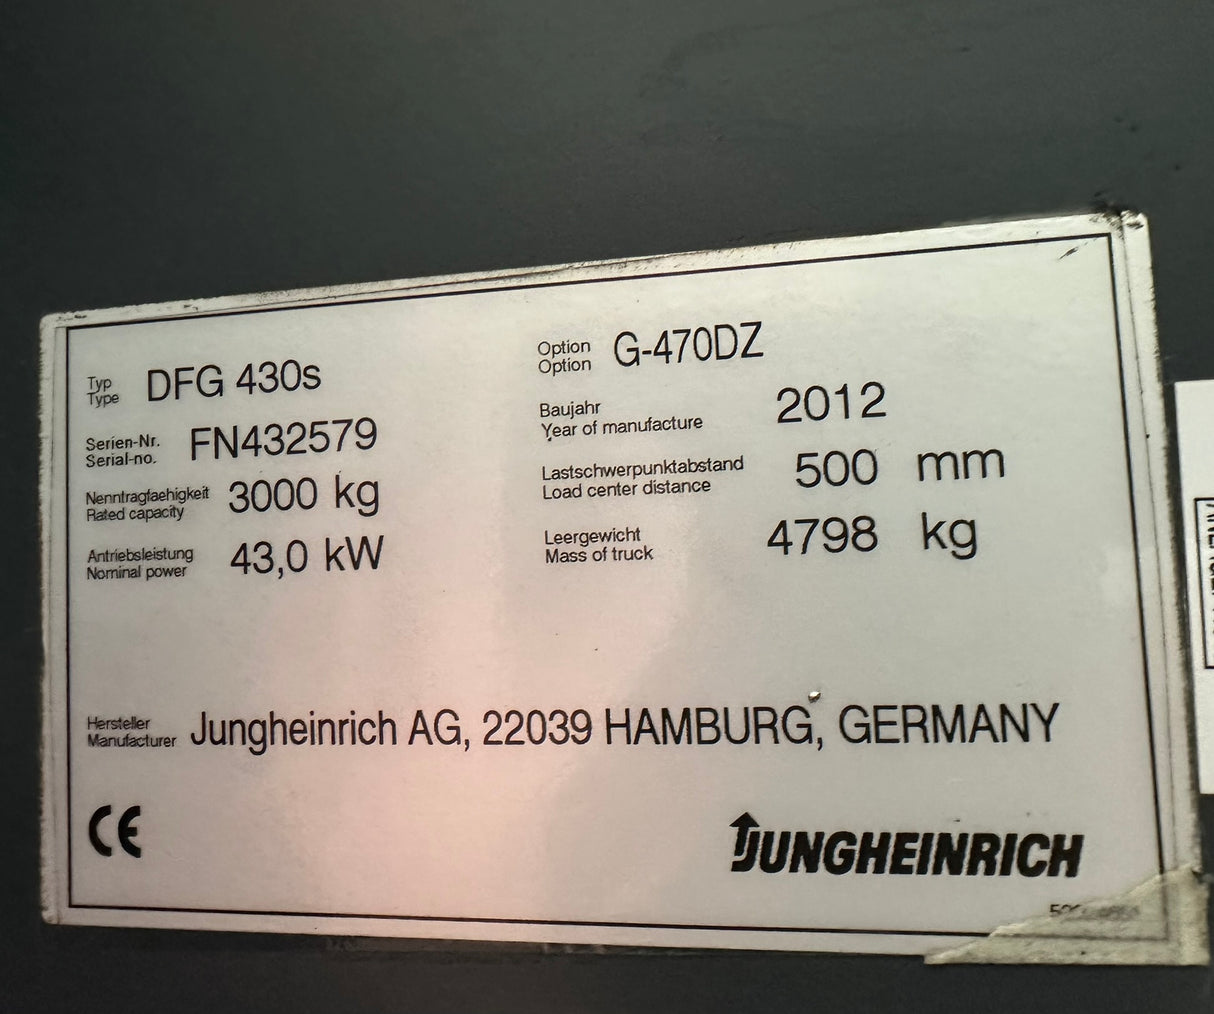 Typ
Type DFG 430s
Serien-Nr.
Serial-no. FN432579
Nenntragfaehigkeit
Rated capacity 3000 kg
Antriebsleistung
Nominal power 43,0 kW
Option
Option G-470DZ
Baujahr
Year of manufacture 2012
Lastschwerpunktabstand
Load center distance 500 mm
Leergewicht
Mass of truck 4798 kg
Hersteller
Manufacturer Jungheinrich AG, 22039 HAMBURG, GERMANY
CE
JUNGHEINRICH